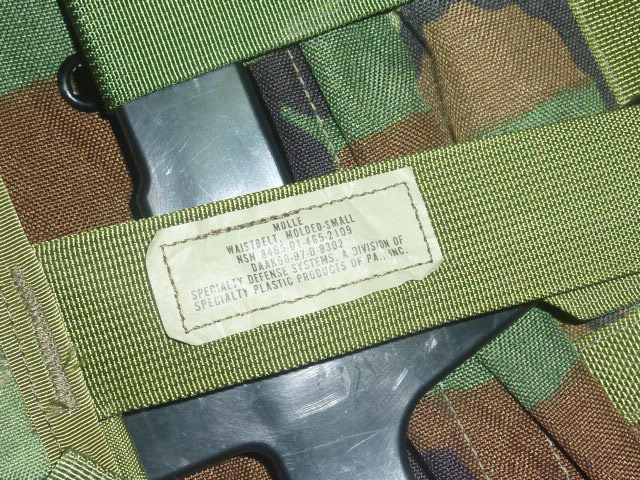 MOLLE
WAISTBELT, MOLDED-SMALL
NSN 8465-01-465-2109
DAAK60-97-D-9302
SPECIALTY DEFENSE SYSTEMS, A DIVISION OF
SPECIALTY PLASTIC PRODUCTS OF PA., INC.